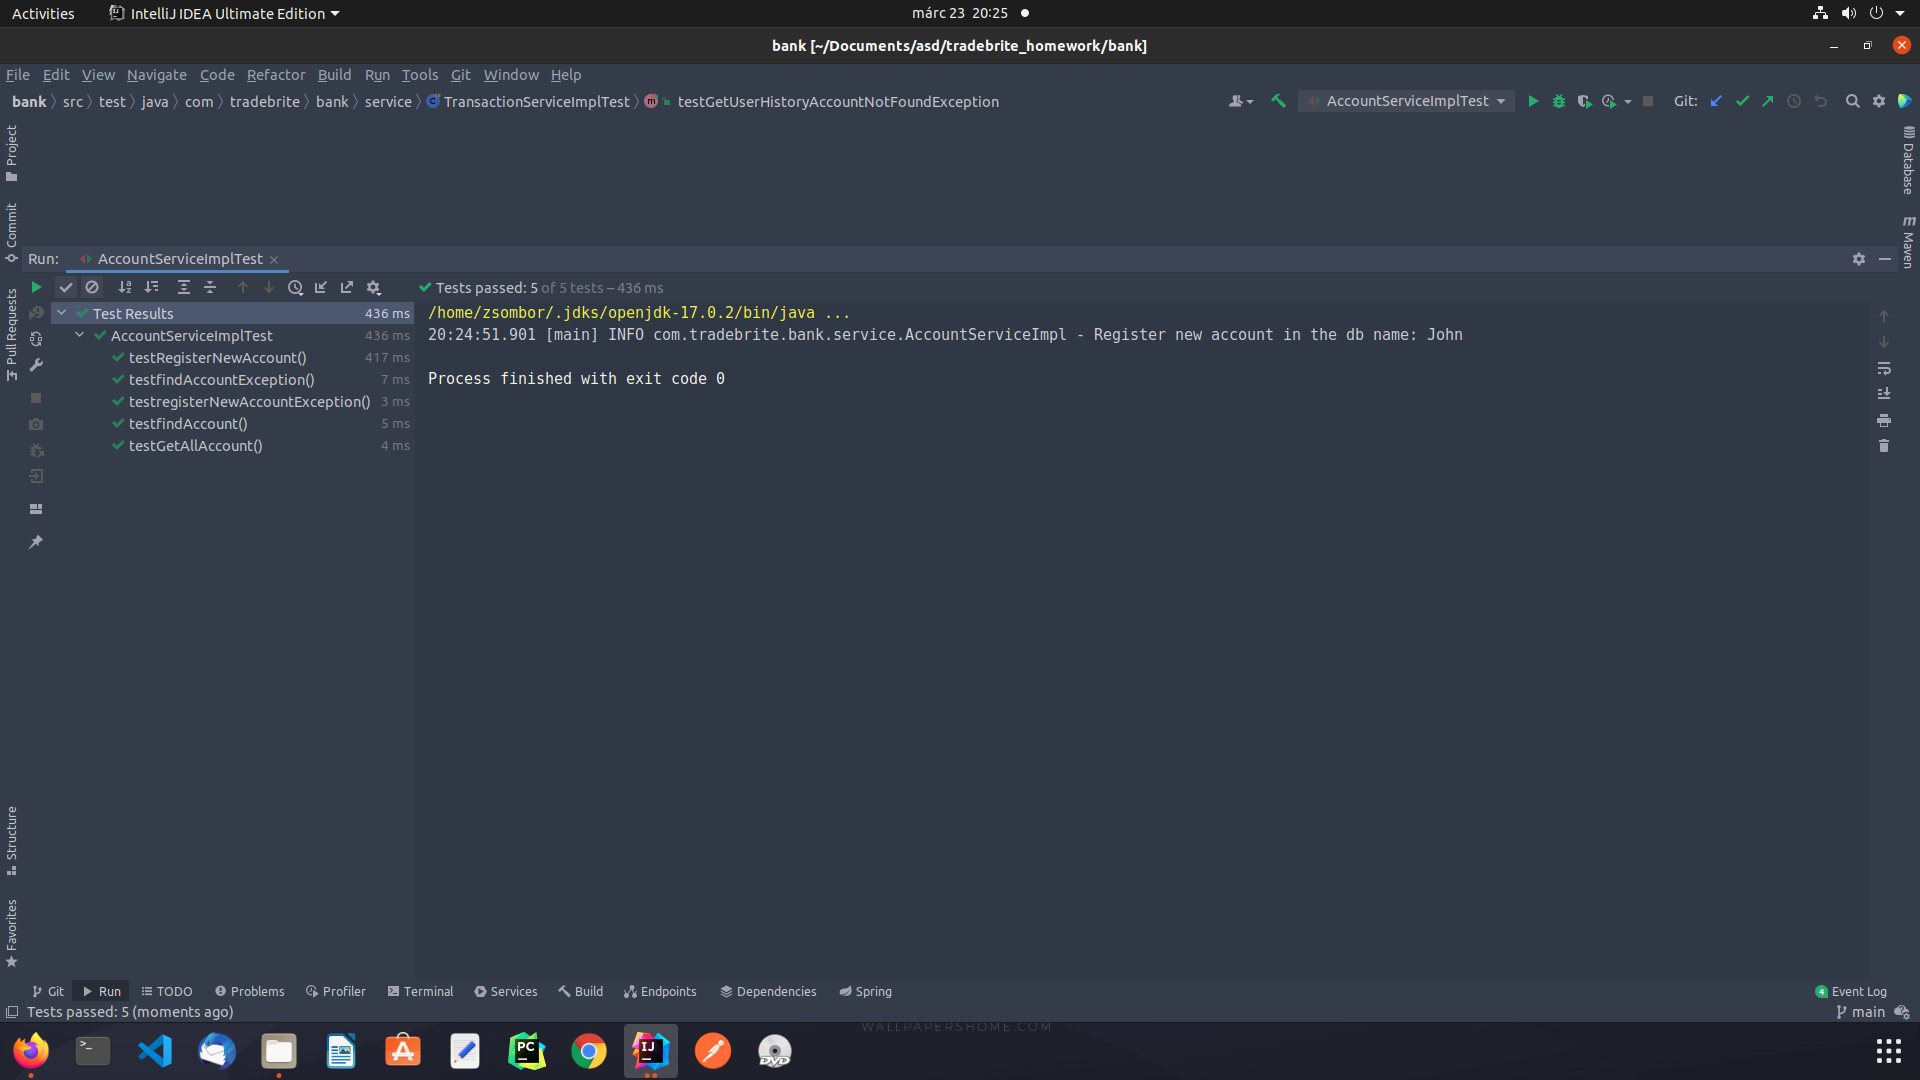 Activities IntelliJ IDEA Ultimate Edition márc 23 20:25
bank [~/Documents/asd/tradebrite_homework/bank]
File Edit View Navigate Code Refactor Build Run Tools Git Window Help
bank src test java com tradebrite bank service TransactionServiceImplTest m testGetUserHistoryAccountNotFoundException AccountServiceImplTest Git:
Project
Commit
Pull Requests
Structure
Favorites
Database
m Maven
Run: AccountServiceImplTest
Tests passed: 5 of 5 tests – 436 ms
Test Results 436 ms
AccountServiceImplTest 436 ms
testRegisterNewAccount() 417 ms
testfindAccountException() 7 ms
testregisterNewAccountException() 3 ms
testfindAccount() 5 ms
testGetAllAccount() 4 ms
/home/zsombor/.jdks/openjdk-17.0.2/bin/java ...
20:24:51.901 [main] INFO com.tradebrite.bank.service.AccountServiceImpl - Register new account in the db name: John
Process finished with exit code 0
Git Run TODO Problems Profiler Terminal Services Build Endpoints Dependencies Spring 4 Event Log
Tests passed: 5 (moments ago) main
WALLPAPERSHOME.COM
>_ PC IJ DVD